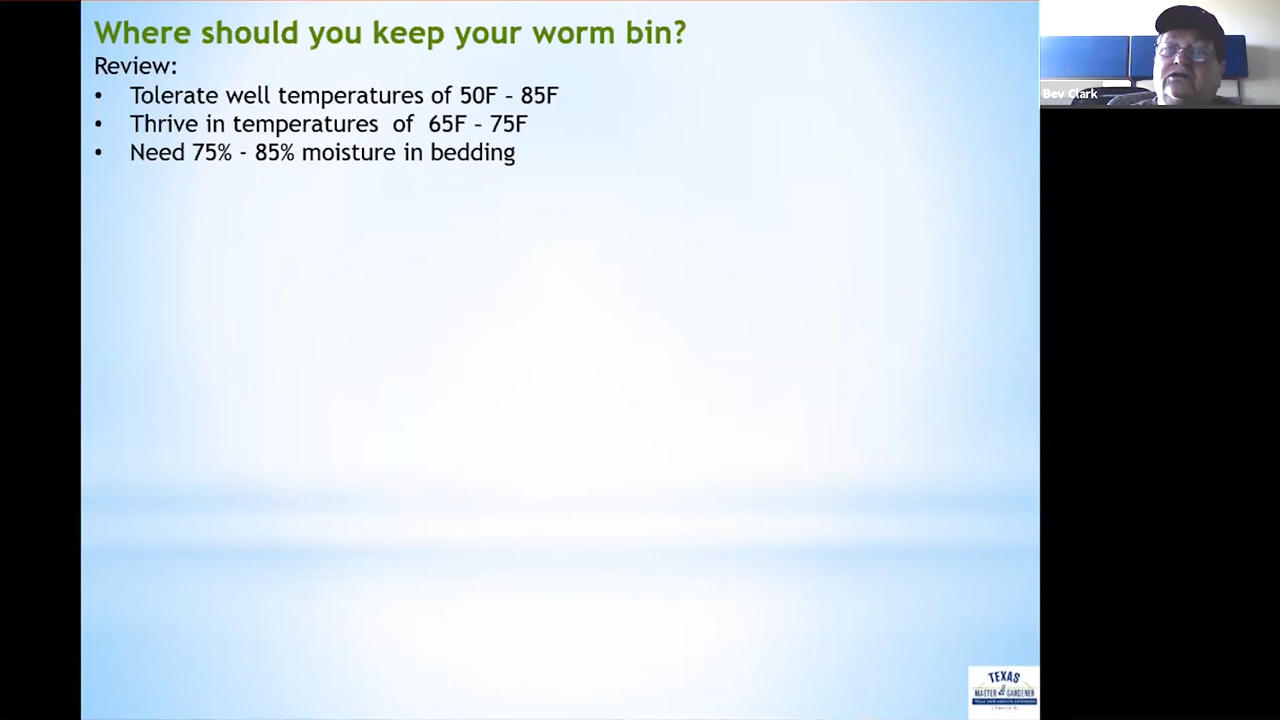 Where should you keep your worm bin?
Review:
• Tolerate well temperatures of 50F – 85F
• Thrive in temperatures of 65F – 75F
• Need 75% - 85% moisture in bedding
Bev Clark
TEXAS
MASTER GARDENER